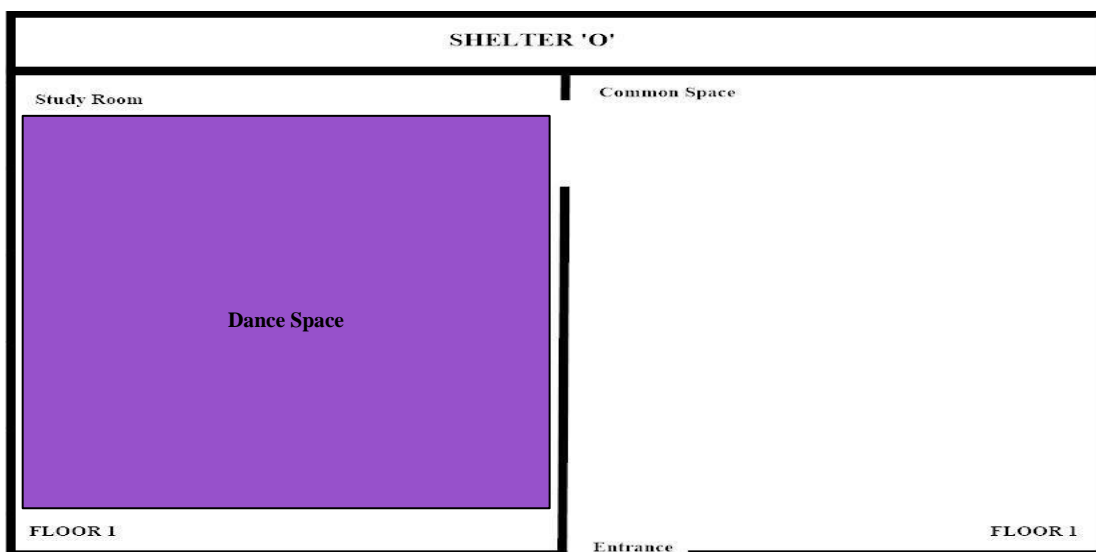 SHELTER 'O'
Study Room
Common Space
Dance Space
FLOOR 1
FLOOR 1
Entrance